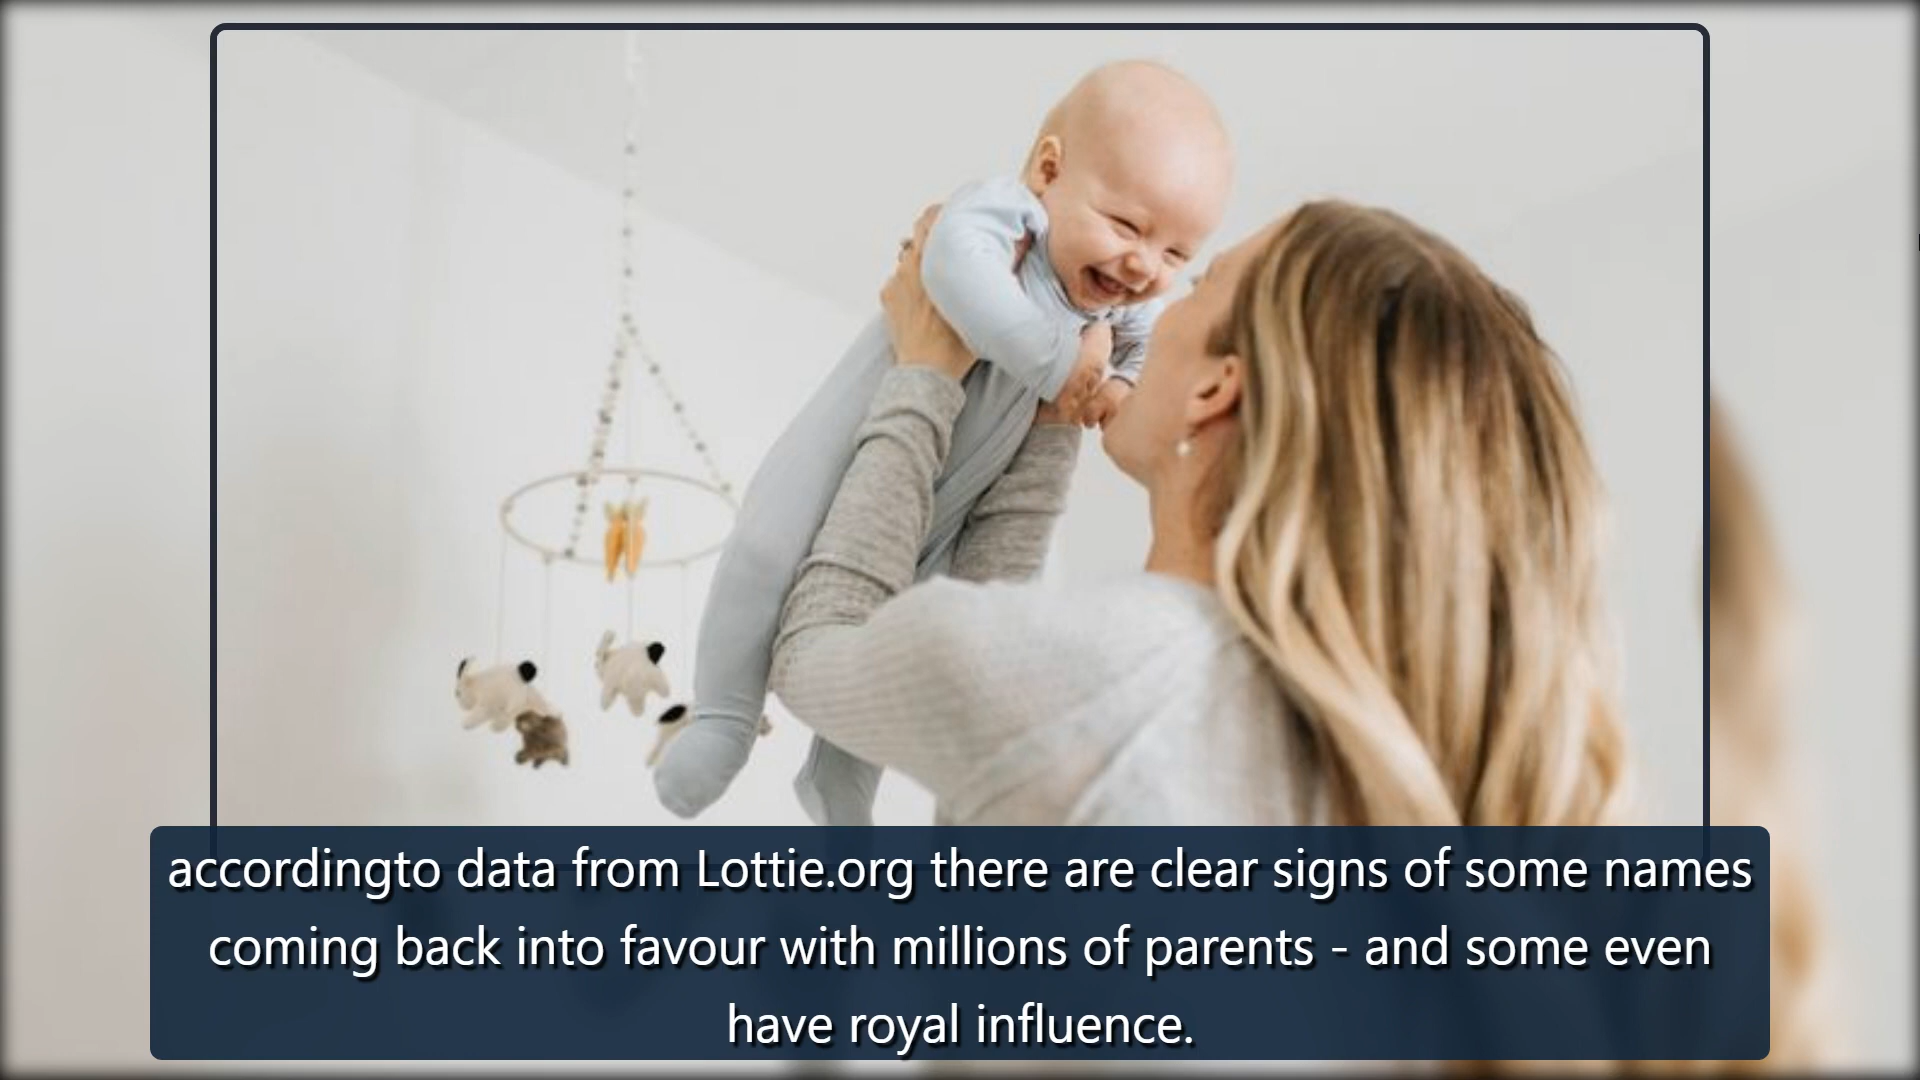 accordingto data from Lottie.org there are clear signs of some names
coming back into favour with millions of parents - and some even
have royal influence.